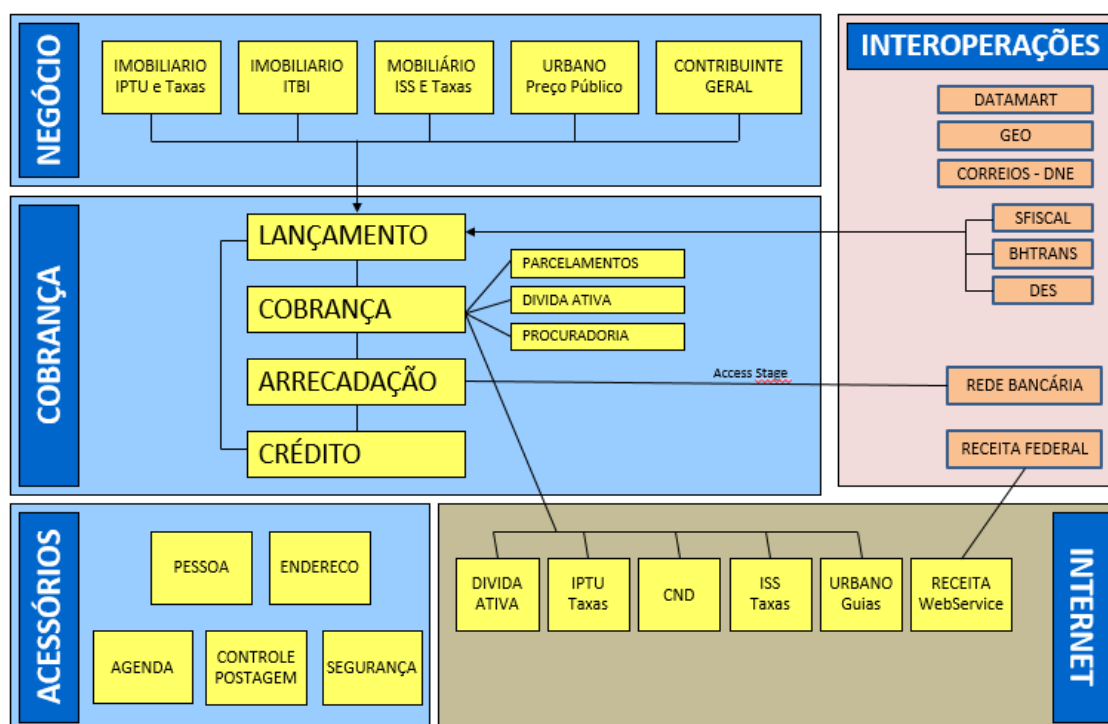 NEGÓCIO
IMOBILIARIO
IPTU e Taxas
IMOBILIARIO
ITBI
MOBILIÁRIO
ISS E Taxas
URBANO
Preço Público
CONTRIBUINTE
GERAL
INTEROPERAÇÕES
DATAMART
GEO
CORREIOS - DNE
SFISCAL
BHTRANS
DES
REDE BANCÁRIA
RECEITA FEDERAL
COBRANÇA
LANÇAMENTO
COBRANÇA
ARRECADAÇÃO
CRÉDITO
PARCELAMENTOS
DIVIDA ATIVA
PROCURADORIA
Access Stage
ACESSÓRIOS
PESSOA
ENDERECO
AGENDA
CONTROLE
POSTAGEM
SEGURANÇA
INTERNET
DIVIDA
ATIVA
IPTU
Taxas
CND
ISS
Taxas
URBANO
Guias
RECEITA
WebService